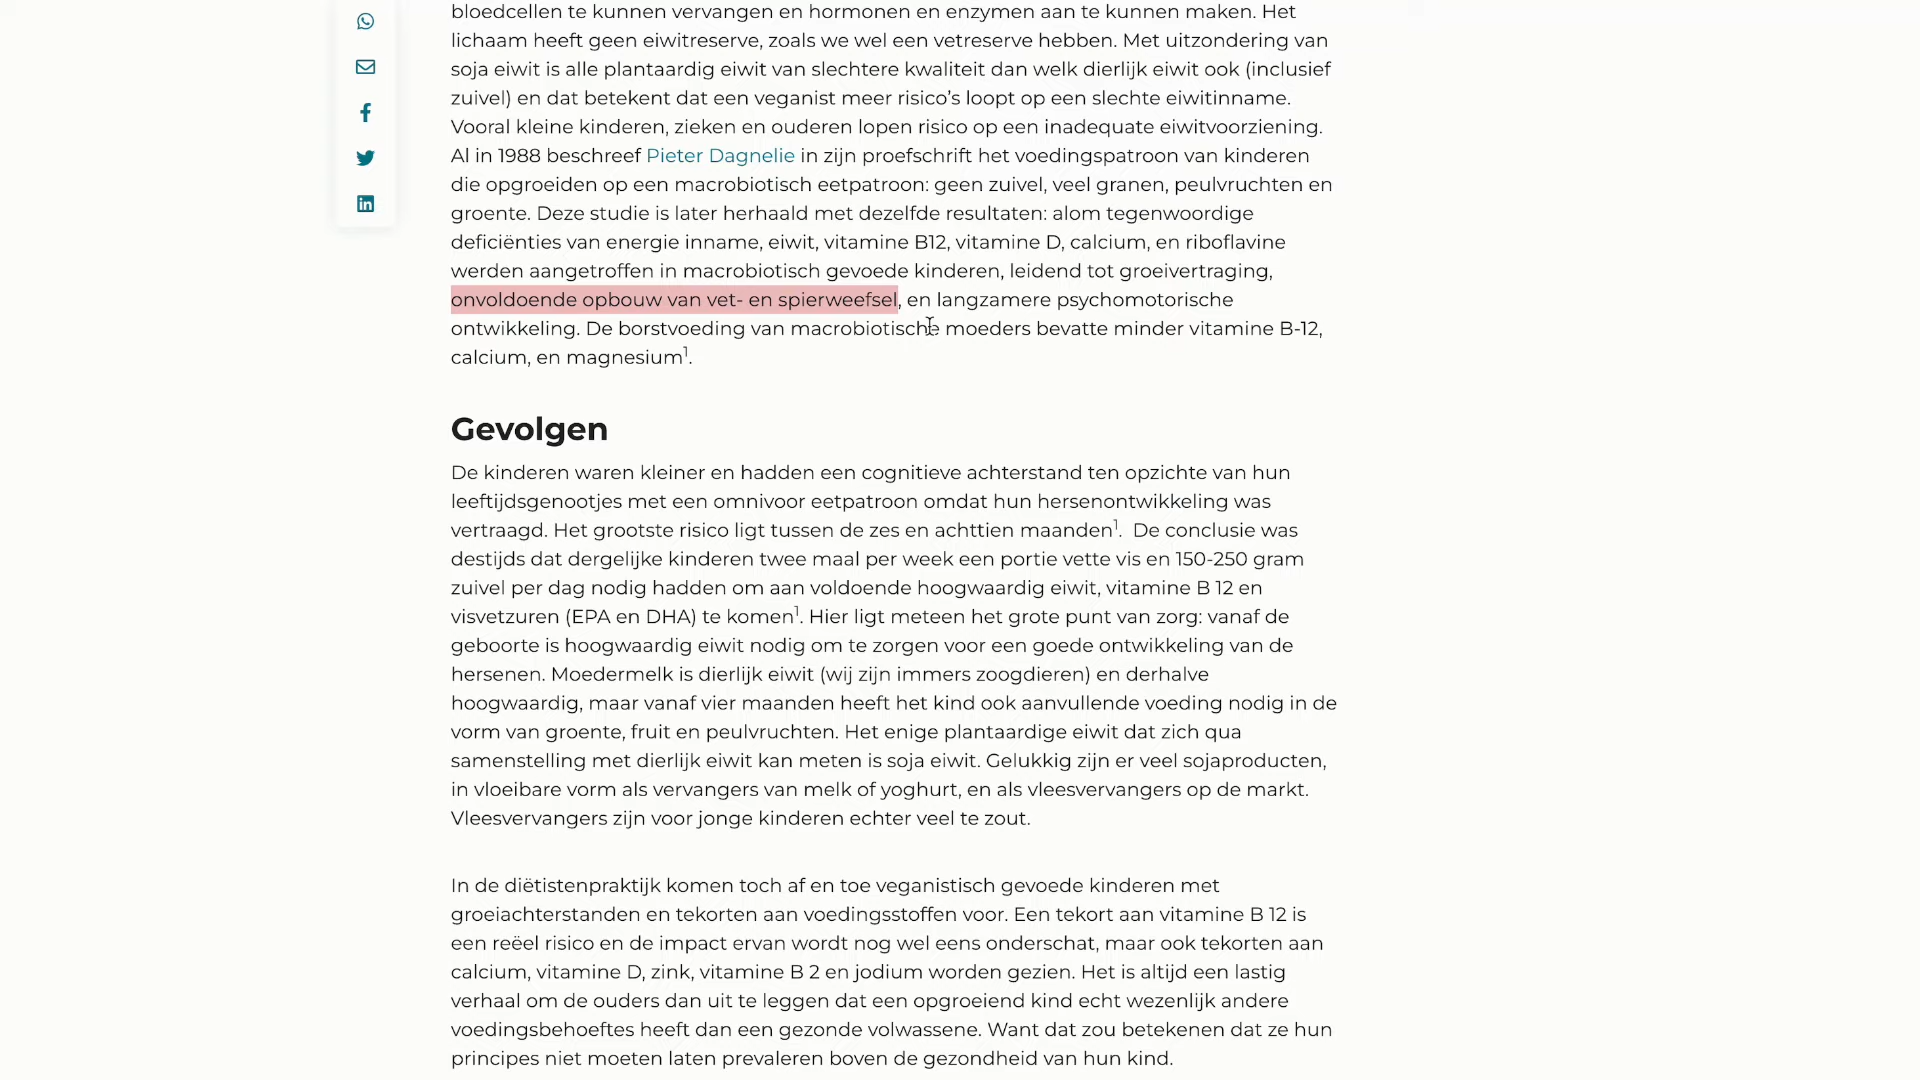 bloedcellen te kunnen vervangen en hormonen en enzymen aan te kunnen maken. Het
lichaam heeft geen eiwitreserve, zoals we wel een vetreserve hebben. Met uitzondering van
soja eiwit is alle plantaardig eiwit van slechtere kwaliteit dan welk dierlijk eiwit ook (inclusief
zuivel) en dat betekent dat een veganist meer risico’s loopt op een slechte eiwitinname.
Vooral kleine kinderen, zieken en ouderen lopen risico op een inadequate eiwitvoorziening.
Al in 1988 beschreef Pieter Dagnelie in zijn proefschrift het voedingspatroon van kinderen
die opgroeiden op een macrobiotisch eetpatroon: geen zuivel, veel granen, peulvruchten en
groente. Deze studie is later herhaald met dezelfde resultaten: alom tegenwoordige
deficiënties van energie inname, eiwit, vitamine B12, vitamine D, calcium, en riboflavine
werden aangetroffen in macrobiotisch gevoede kinderen, leidend tot groeivertraging,
onvoldoende opbouw van vet- en spierweefsel, en langzamere psychomotorische
ontwikkeling. De borstvoeding van macrobiotische moeders bevatte minder vitamine B-12,
calcium, en magnesium¹.
Gevolgen
De kinderen waren kleiner en hadden een cognitieve achterstand ten opzichte van hun
leeftijdsgenootjes met een omnivoor eetpatroon omdat hun hersenontwikkeling was
vertraagd. Het grootste risico ligt tussen de zes en achttien maanden¹. De conclusie was
destijds dat dergelijke kinderen twee maal per week een portie vette vis en 150-250 gram
zuivel per dag nodig hadden om aan voldoende hoogwaardig eiwit, vitamine B 12 en
visvetzuren (EPA en DHA) te komen¹. Hier ligt meteen het grote punt van zorg: vanaf de
geboorte is hoogwaardig eiwit nodig om te zorgen voor een goede ontwikkeling van de
hersenen. Moedermelk is dierlijk eiwit (wij zijn immers zoogdieren) en derhalve
hoogwaardig, maar vanaf vier maanden heeft het kind ook aanvullende voeding nodig in de
vorm van groente, fruit en peulvruchten. Het enige plantaardige eiwit dat zich qua
samenstelling met dierlijk eiwit kan meten is soja eiwit. Gelukkig zijn er veel sojaproducten,
in vloeibare vorm als vervangers van melk of yoghurt, en als vleesvervangers op de markt.
Vleesvervangers zijn voor jonge kinderen echter veel te zout.
In de diëtistenpraktijk komen toch af en toe veganistisch gevoede kinderen met
groeiachterstanden en tekorten aan voedingsstoffen voor. Een tekort aan vitamine B 12 is
een reëel risico en de impact ervan wordt nog wel eens onderschat, maar ook tekorten aan
calcium, vitamine D, zink, vitamine B 2 en jodium worden gezien. Het is altijd een lastig
verhaal om de ouders dan uit te leggen dat een opgroeiend kind echt wezenlijk andere
voedingsbehoeftes heeft dan een gezonde volwassene. Want dat zou betekenen dat ze hun
principes niet moeten laten prevaleren boven de gezondheid van hun kind.